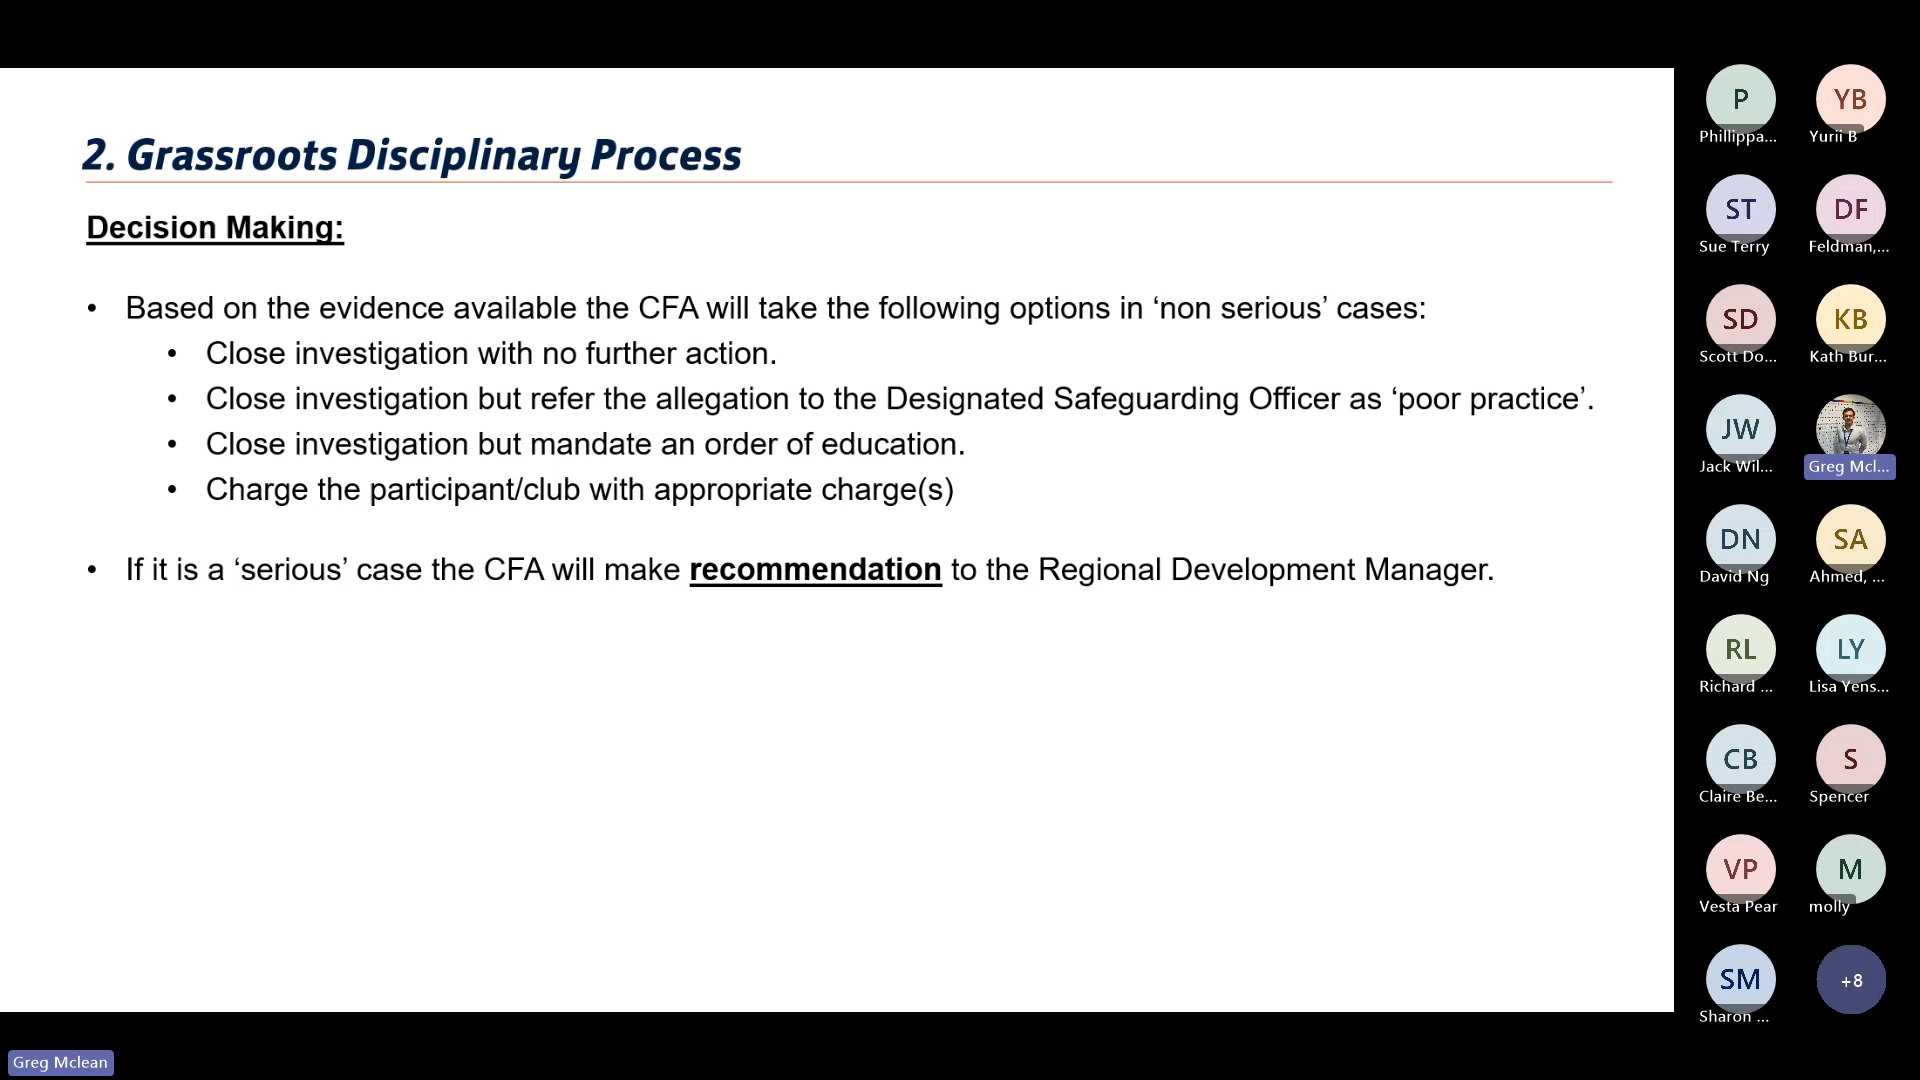 2. Grassroots Disciplinary Process
Decision Making:
• Based on the evidence available the CFA will take the following options in ‘non serious’ cases:
• Close investigation with no further action.
• Close investigation but refer the allegation to the Designated Safeguarding Officer as ‘poor practice’.
• Close investigation but mandate an order of education.
• Charge the participant/club with appropriate charge(s)
• If it is a ‘serious’ case the CFA will make recommendation to the Regional Development Manager.
P
Phillippa...
YB
Yurii B
ST
Sue Terry
DF
Feldman,...
SD
Scott Do...
KB
Kath Bur...
JW
Jack Wil...
Greg Mcl...
DN
David Ng
SA
Ahmed, ...
RL
Richard ...
LY
Lisa Yens...
CB
Claire Be...
S
Spencer
VP
Vesta Pear
M
molly
SM
Sharon ...
+8
Greg Mclean